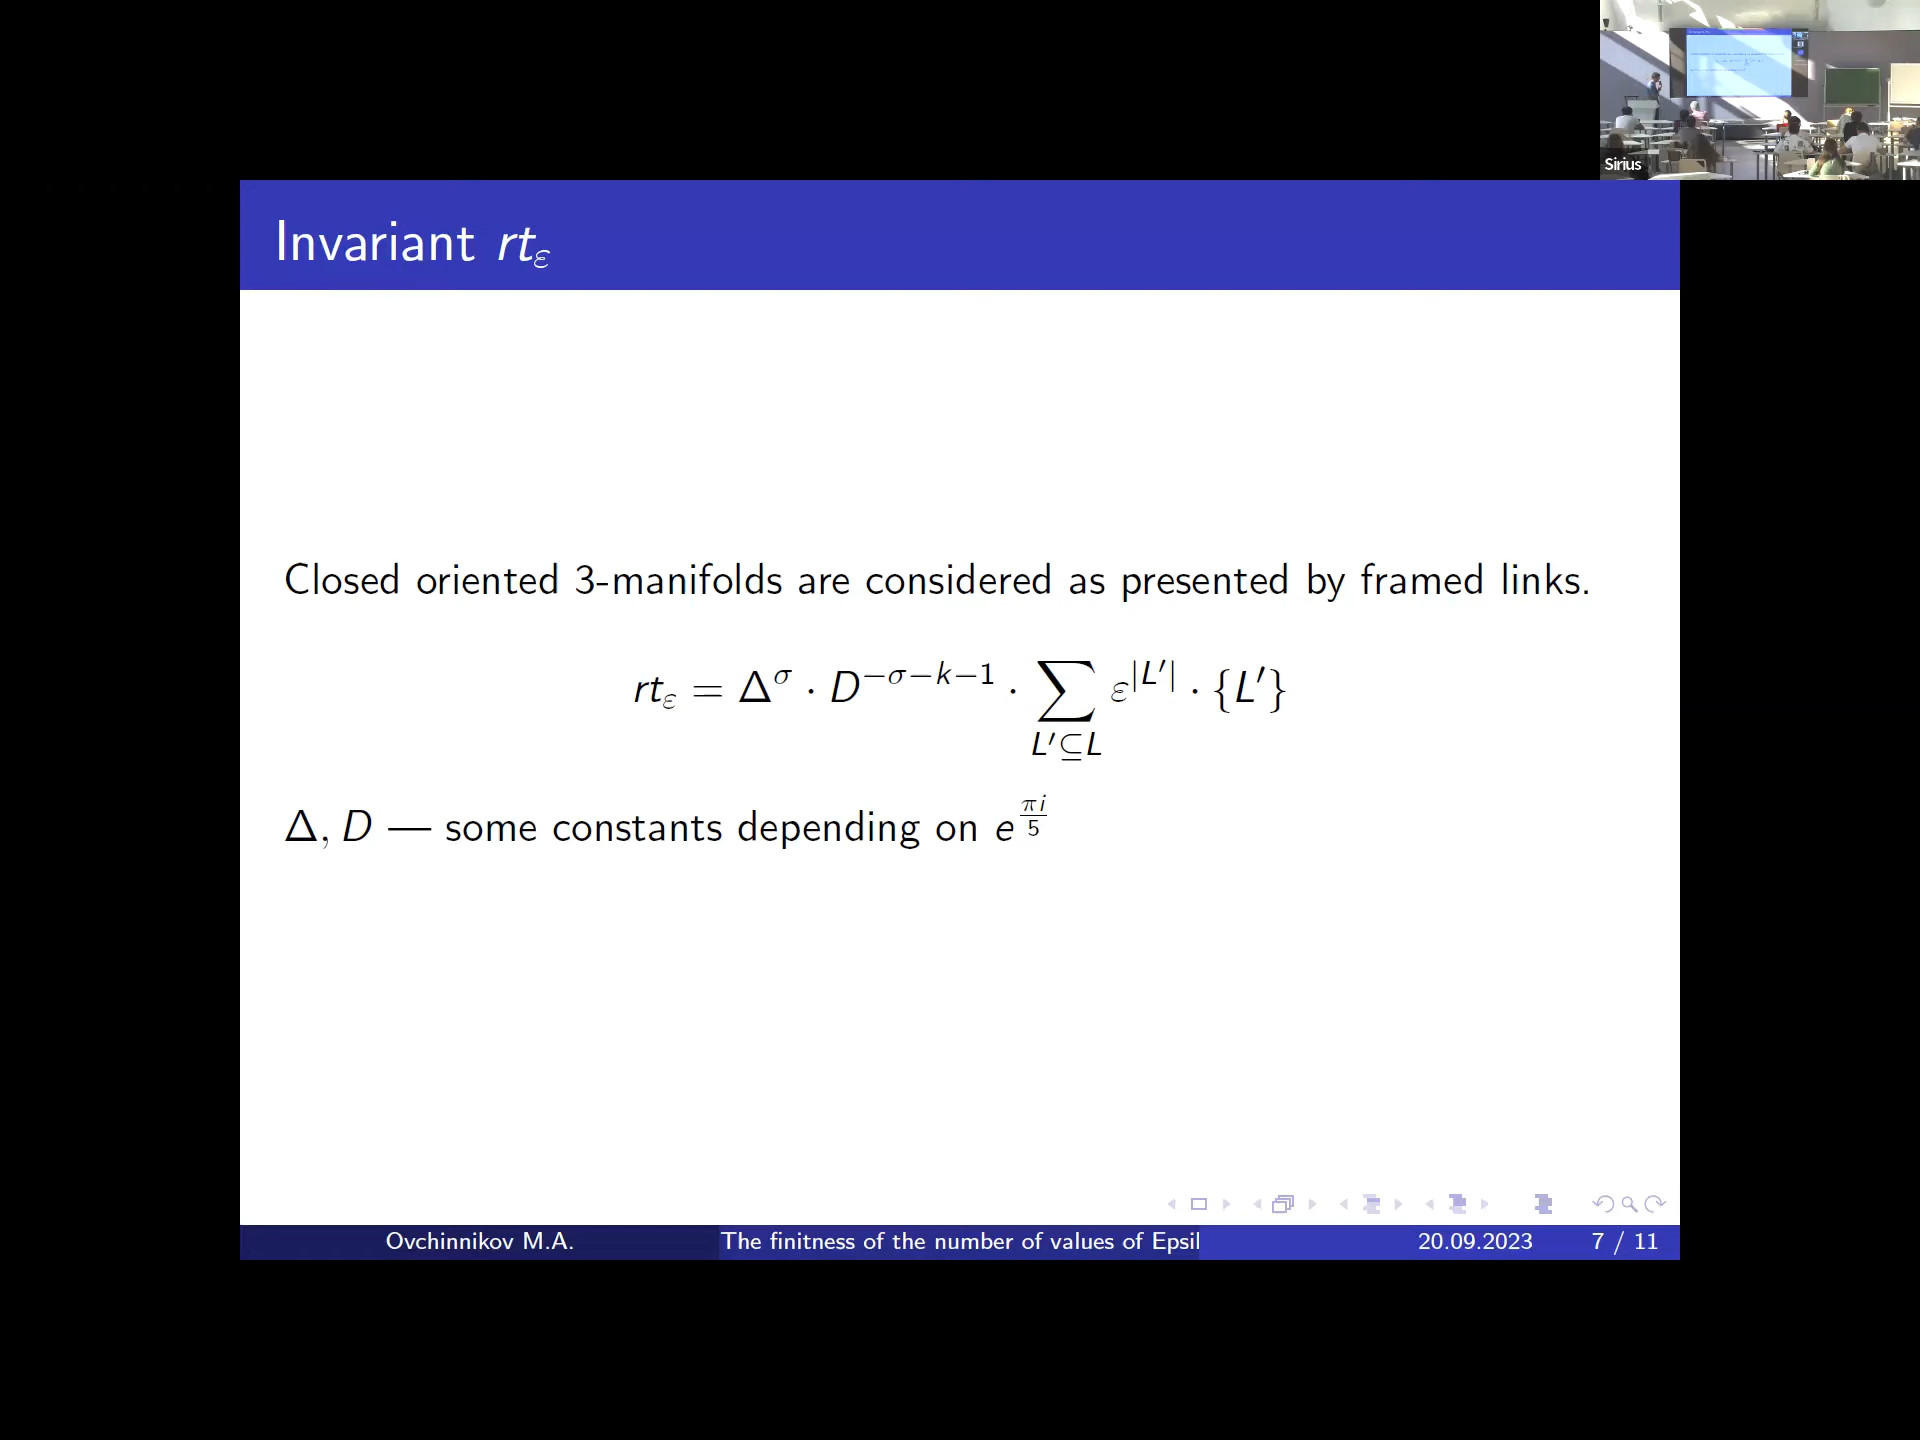 Sirius
Invariant rt_ε
Closed oriented 3-manifolds are considered as presented by framed links.
rt_ε = Δ^σ · D^{−σ−k−1} · ∑_{L′⊆L} ε^{|L′|} · {L′}
Δ, D — some constants depending on e^{πi/5}
Ovchinnikov M.A. The finitness of the number of values of Epsil 20.09.2023 7 / 11